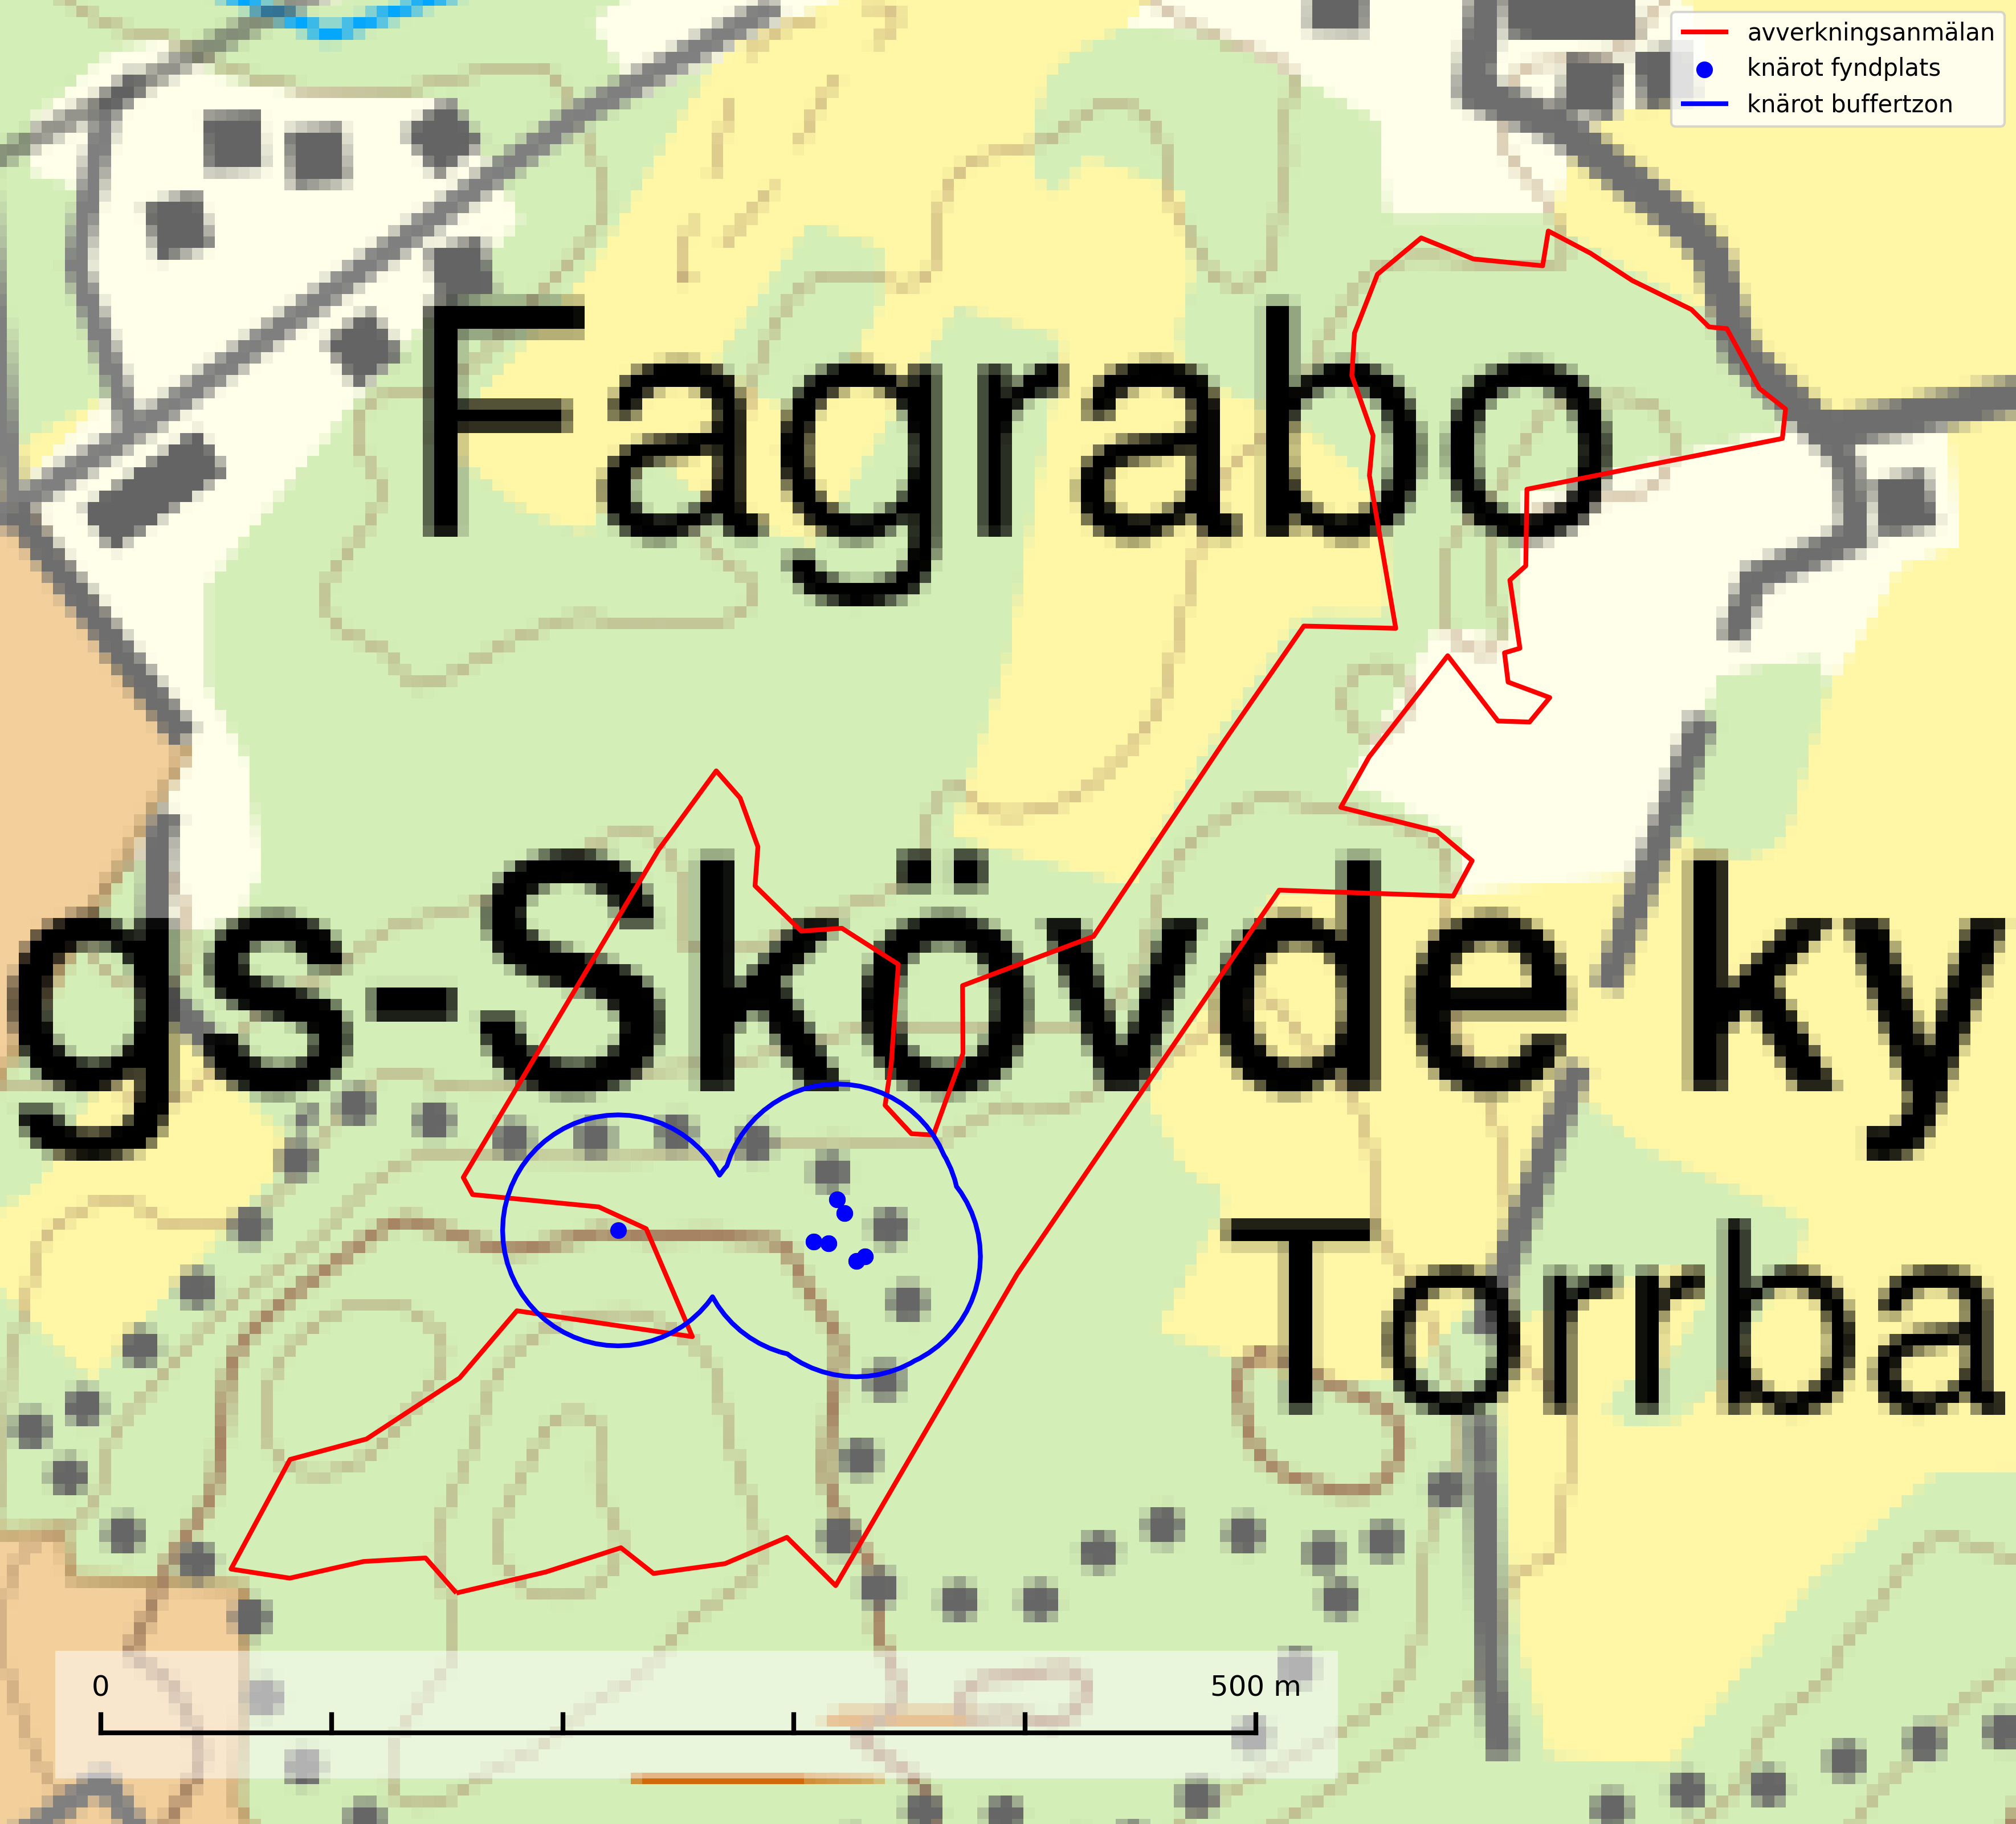 avverkningsanmälan
knärot fyndplats
knärot buffertzon
Fagrabo
gs-Skövde ky
Torrba
0 500 m